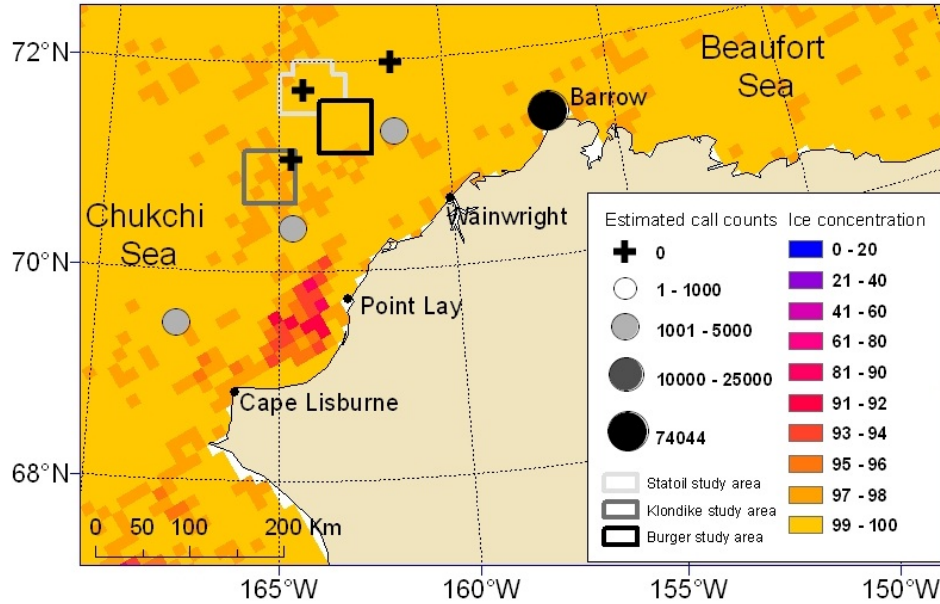 72°N
70°N
68°N
Beaufort
Sea
Barrow
Chukchi
Sea
Wainwright
Point Lay
Cape Lisburne
0 50 100 200 Km
165°W
160°W
155°W
150°W
Estimated call counts
0
1 - 1000
1001 - 5000
10000 - 25000
74044
Statoil study area
Klondike study area
Burger study area
Ice concentration
0 - 20
21 - 40
41 - 60
61 - 80
81 - 90
91 - 92
93 - 94
95 - 96
97 - 98
99 - 100